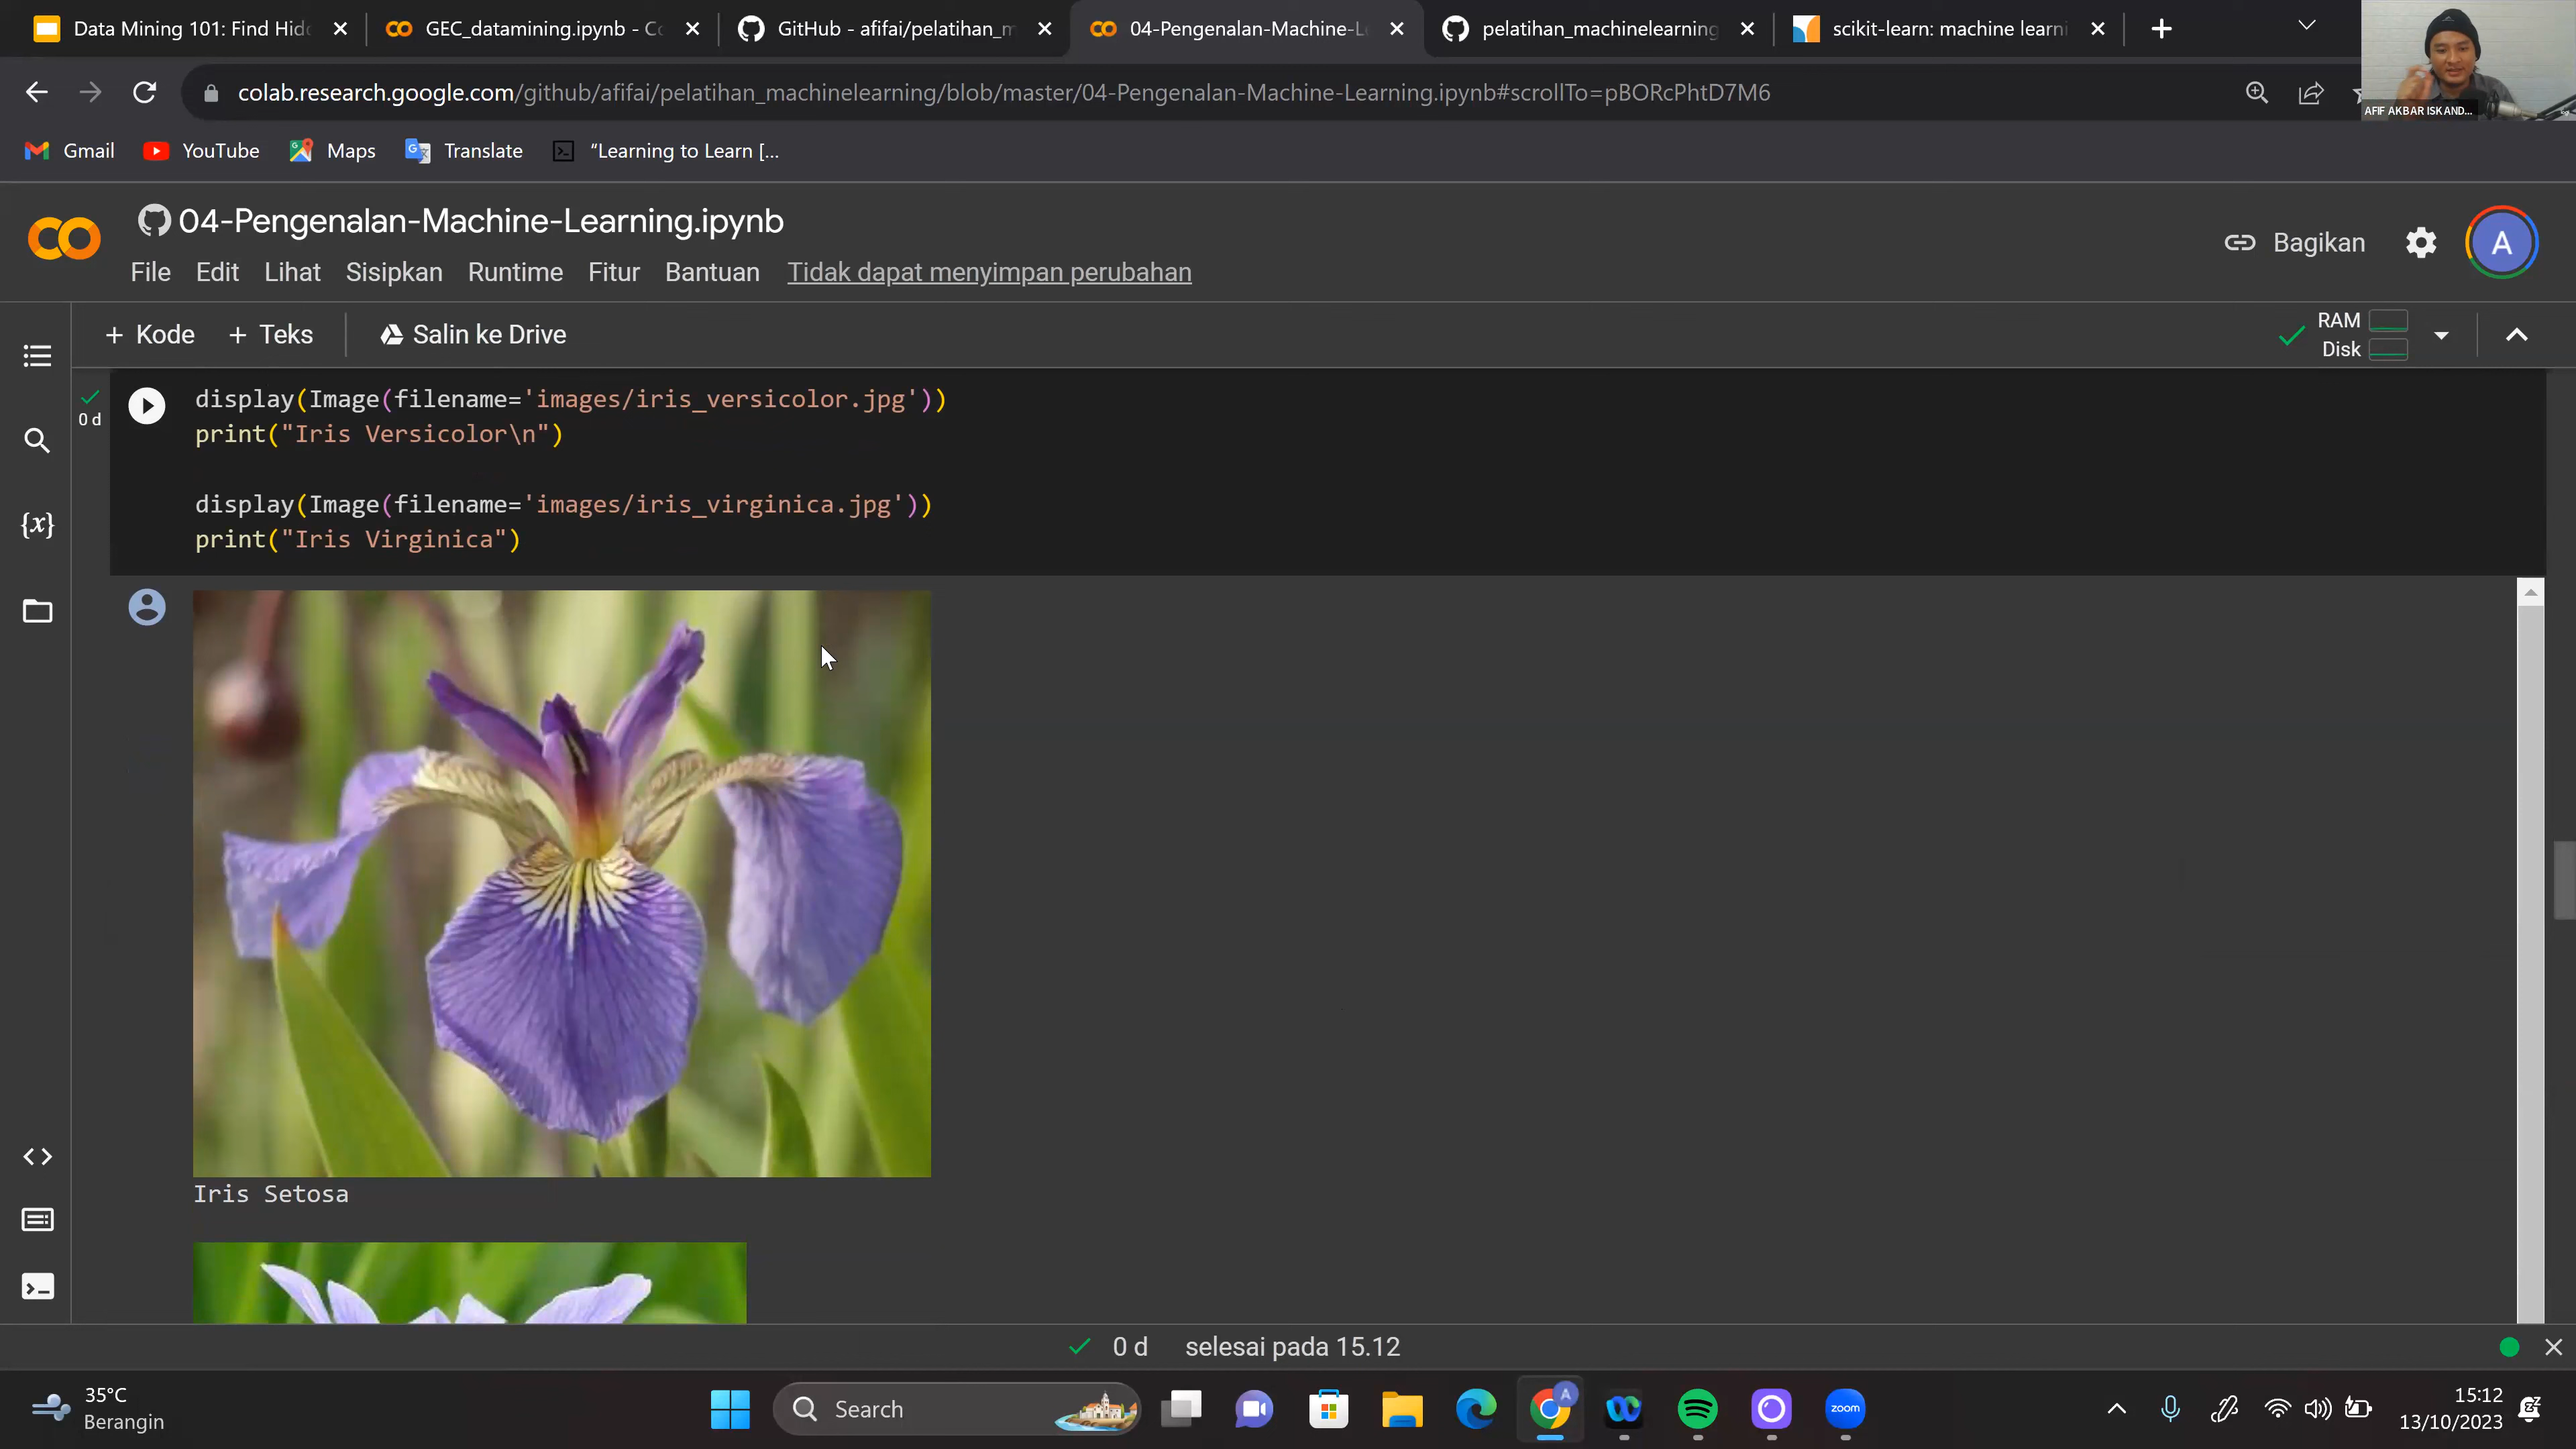 Data Mining 101: Find Hid
GEC_datamining.ipynb - Co
GitHub - afifai/pelatihan_m
04-Pengenalan-Machine-L
pelatihan_machinelearning
scikit-learn: machine learni
colab.research.google.com/github/afifai/pelatihan_machinelearning/blob/master/04-Pengenalan-Machine-Learning.ipynb#scrollTo=pBORcPhtD7M6
AFIF AKBAR ISKAND...
Gmail
YouTube
Maps
Translate
“Learning to Learn [...
04-Pengenalan-Machine-Learning.ipynb
Bagikan
A
File Edit Lihat Sisipkan Runtime Fitur Bantuan Tidak dapat menyimpan perubahan
+ Kode + Teks Salin ke Drive
RAM
Disk
0 d
display(Image(filename='images/iris_versicolor.jpg'))
print("Iris Versicolor\n")
display(Image(filename='images/iris_virginica.jpg'))
print("Iris Virginica")
{x}
Iris Setosa
0 d selesai pada 15.12
35°C
Berangin
Search
A
zoom
15:12
13/10/2023